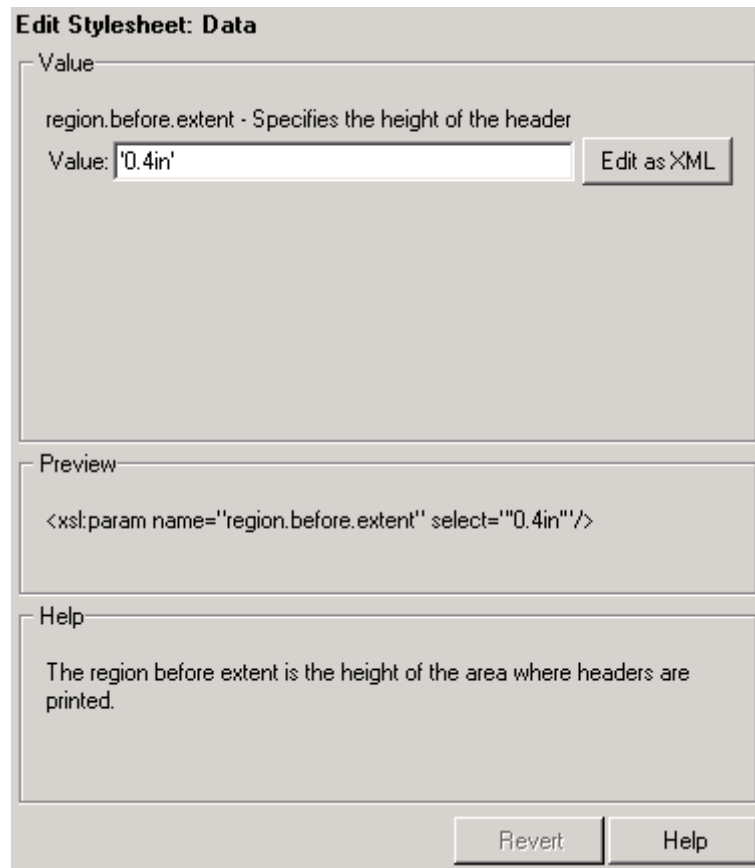 Edit Stylesheet: Data
Value
region.before.extent - Specifies the height of the header
Value: '0.4in' Edit as XML
Preview
<xsl:param name="region.before.extent" select="'0.4in'"/>
Help
The region before extent is the height of the area where headers are
printed.
Revert Help